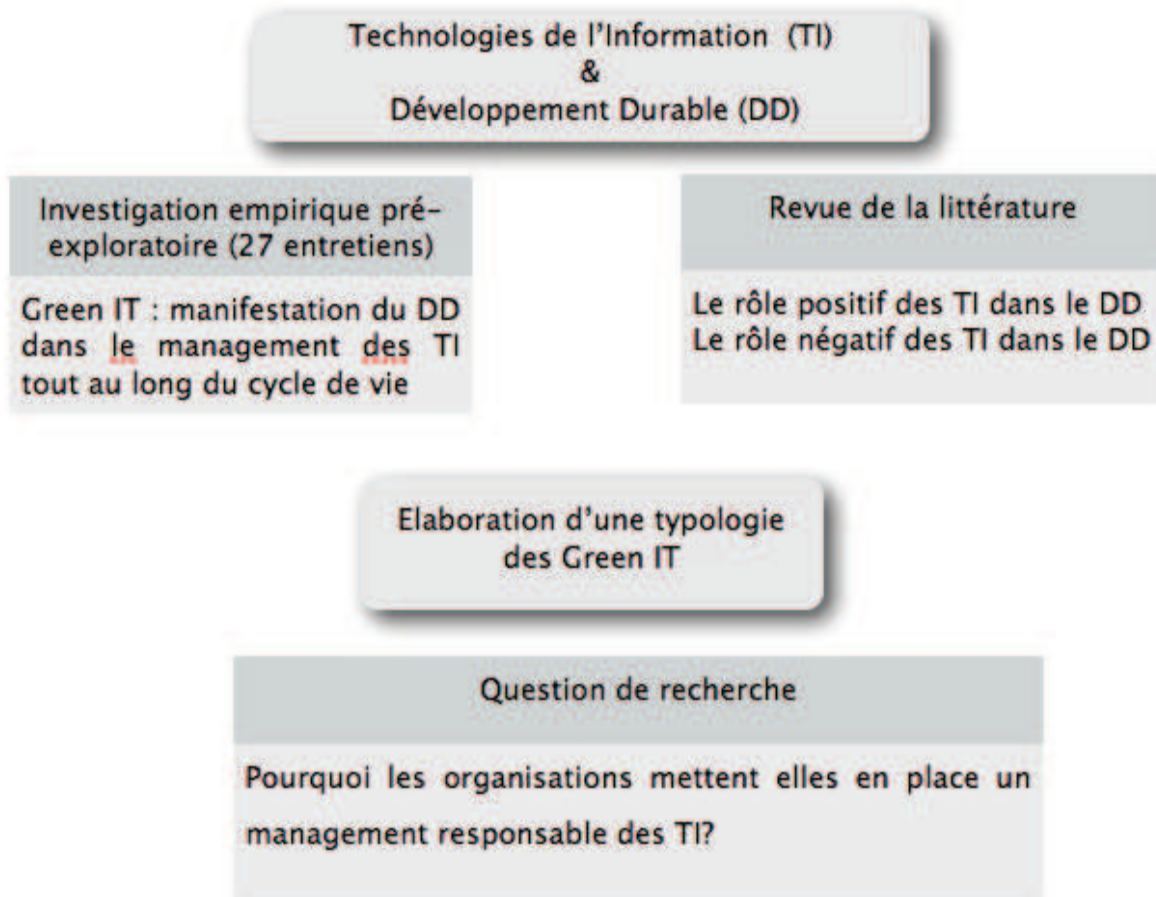 Technologies de l'Information (TI)
&
Développement Durable (DD)
Investigation empirique pré-
exploratoire (27 entretiens)
Green IT : manifestation du DD
dans le management des TI
tout au long du cycle de vie
Revue de la littérature
Le rôle positif des TI dans le DD
Le rôle négatif des TI dans le DD
Elaboration d'une typologie
des Green IT
Question de recherche
Pourquoi les organisations mettent elles en place un
management responsable des TI?